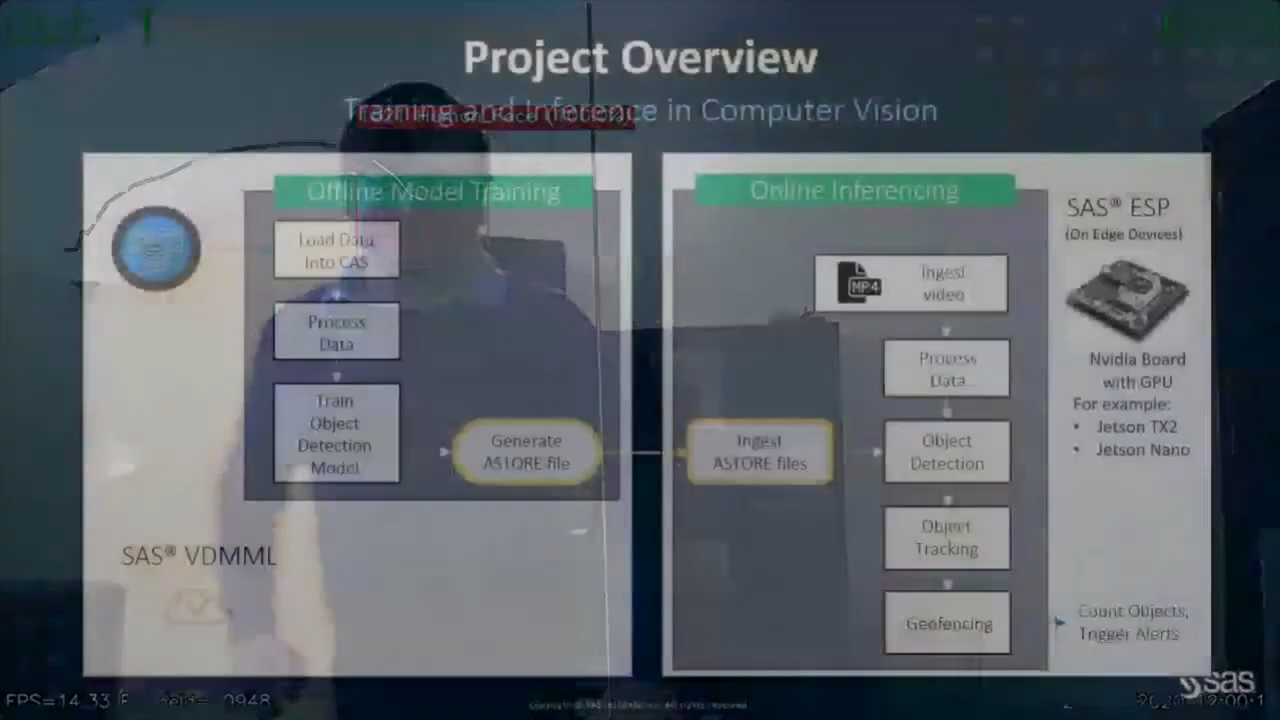 Project Overview
Training and Inference in Computer Vision
Offline Model Training
Load Data
Into CAS
Process
Data
Train
Object
Detection
Model
Generate
ASTORE file
SAS® VDMML
Online Inferencing
Ingest
video
MP4
Process
Data
Ingest
ASTORE files
Object
Detection
Object
Tracking
Geofencing
SAS® ESP
(On Edge Devices)
Nvidia Board
with GPU
For example:
• Jetson TX2
• Jetson Nano
Count Objects,
Trigger Alerts
FPS=14.33
0948
sas